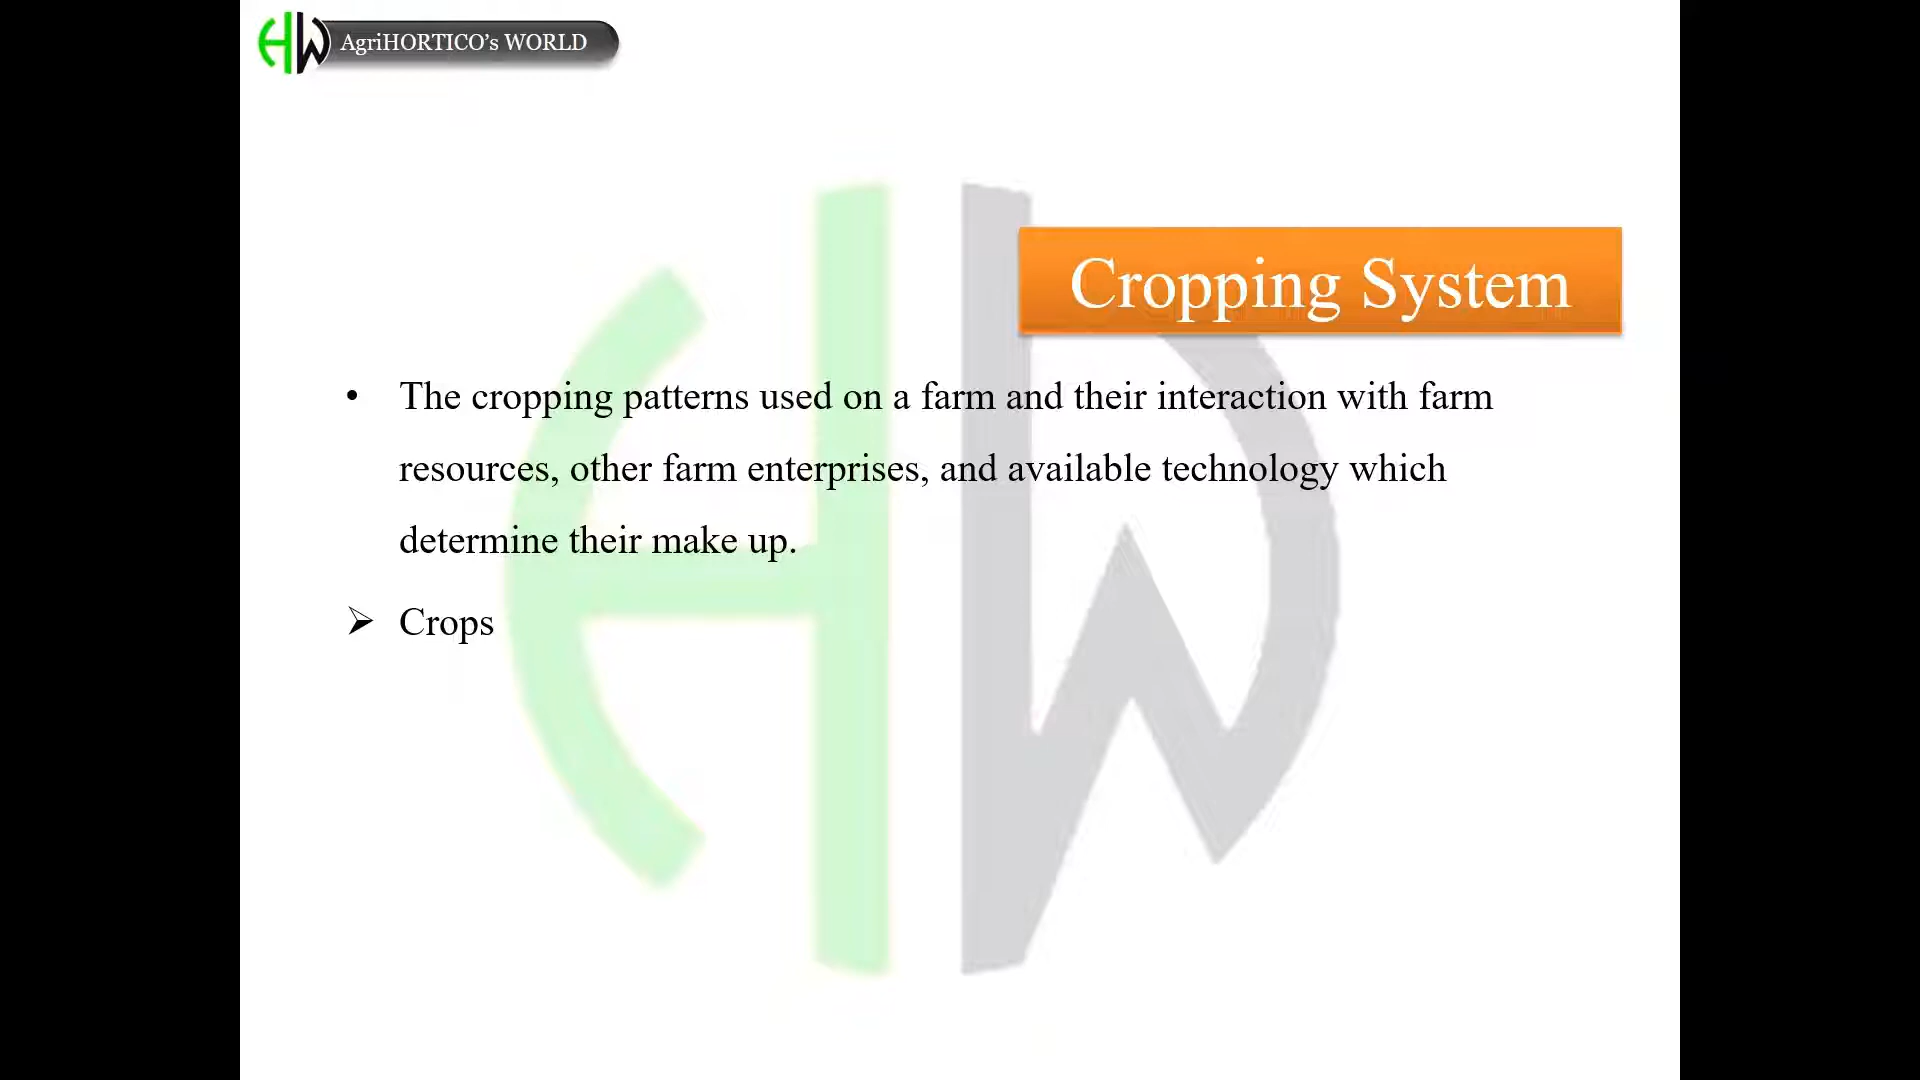 AgriHORTICO's WORLD
Cropping System
• The cropping patterns used on a farm and their interaction with farm
resources, other farm enterprises, and available technology which
determine their make up.
➢ Crops